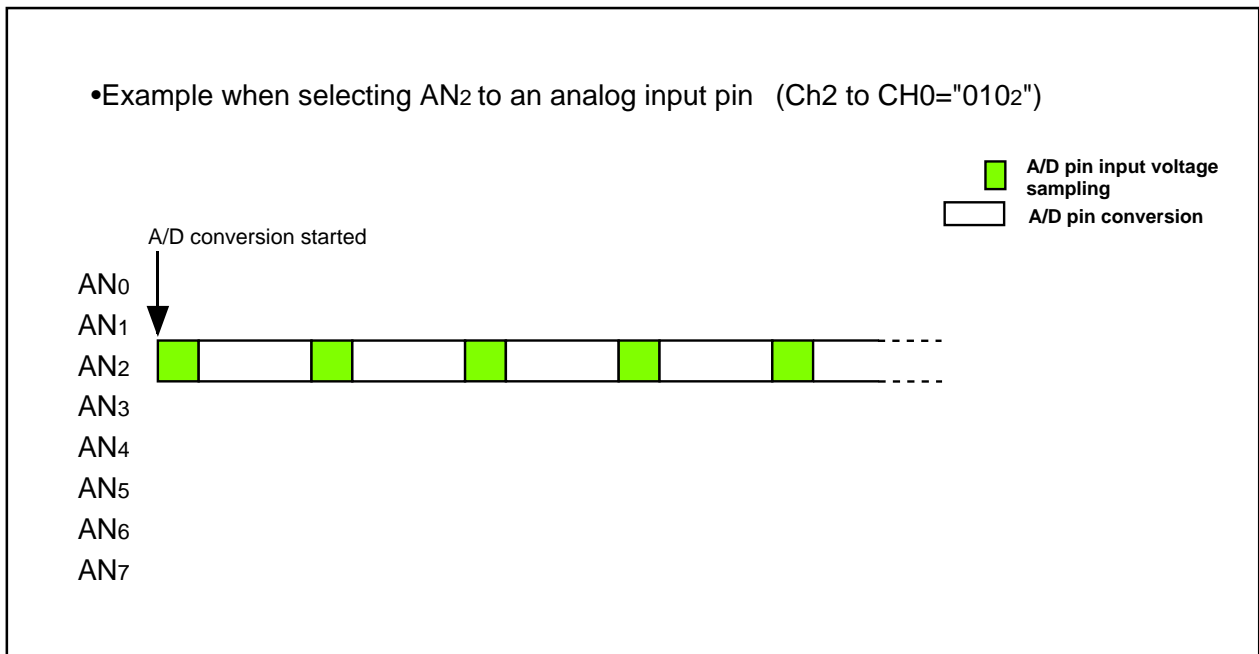 •Example when selecting AN2 to an analog input pin (Ch2 to CH0="0102")
A/D pin input voltage
sampling
A/D pin conversion
A/D conversion started
AN0
AN1
AN2
AN3
AN4
AN5
AN6
AN7